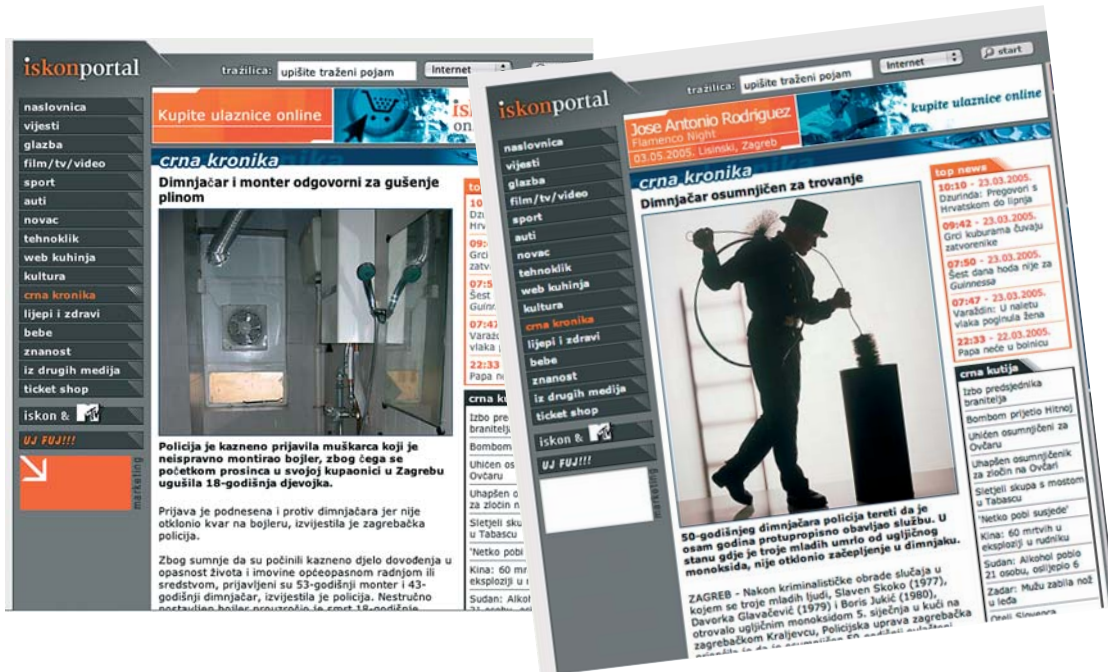 iskonportal
tražilica: upišite traženi pojam Internet
naslovnica
vijesti
glazba
film/tv/video
sport
auti
novac
tehnoklik
web kuhinja
kultura
crna kronika
lijepi i zdravi
bebe
znanost
iz drugih medija
ticket shop
iskon &
UJ FUJ!!!
marketing
Kupite ulaznice online
crna kronika
Dimnjačar i monter odgovorni za gušenje
plinom
Policija je kazneno prijavila muškarca koji je
neispravno montirao bojler, zbog čega se
početkom prosinca u svojoj kupaonici u Zagrebu
ugušila 18-godišnja djevojka.
Prijava je podnesena i protiv dimnjačara jer nije
otklonio kvar na bojleru, izvijestila je zagrebačka
policija.
Zbog sumnje da su počinili kazneno djelo dovođenja u
opasnost života i imovine općeopasnom radnjom ili
sredstvom, prijavljeni su 53-godišnji monter i 43-
godišnji dimnjačar, izvijestila je policija. Nestručno
postavljen bojler prouzročio je smrt 18-godišnje
iskonportal
tražilica: upišite traženi pojam Internet start
naslovnica
vijesti
glazba
film/tv/video
sport
auti
novac
tehnoklik
web kuhinja
kultura
crna kronika
lijepi i zdravi
bebe
znanost
iz drugih medija
ticket shop
iskon &
UJ FUJ!!!
marketing
Jose Antonio Rodriguez
Flamenco Night
03.05.2005. Lisinski, Zagreb
kupite ulaznice online
crna kronika
Dimnjačar osumnjičen za trovanje
50-godišnjeg dimnjačara policija tereti da je
osam godina protupropisno obavljao službu. U
stanu gdje je troje mladih umrlo od ugljičnog
monoksida, nije otklonio začepljenje u dimnjaku.
ZAGREB - Nakon kriminalističke obrade slučaja u
kojem se troje mladih ljudi, Slaven Skoko (1977),
Davorka Glavačević (1979) i Boris Jukić (1980),
otrovalo ugljičnim monoksidom 5. siječnja u kući na
zagrebačkom Kraljevcu, Policijska uprava zagrebačka
top news
10:10 - 23.03.2005.
Dzurinda: Pregovori s
Hrvatskom do lipnja
09:42 - 23.03.2005.
Grci kuburama čuvaju
zatvorenike
07:50 - 23.03.2005.
Šest dana hoda nije za
Guinnessa
07:47 - 23.03.2005.
Varaždin: U naletu
vlaka poginula žena
22:33 - 22.03.2005.
Papa neće u bolnicu
crna kutija
Izbo predsjednika
branitelja
Bombom prijetio Hitnoj
Uhićen osumnjičeni za
Ovčaru
Uhapšen osumnjičenik
za zločin na Ovčari
Sletjeli skupa s mostom
u Tabascu
'Netko pobi susjede'
Kina: 60 mrtvih u
eksploziji u rudniku
Sudan: Alkohol pobio
21 osobu, oslijepio 6
Zadar: Mužu zabila nož
u leđa
Oteli Slovenca